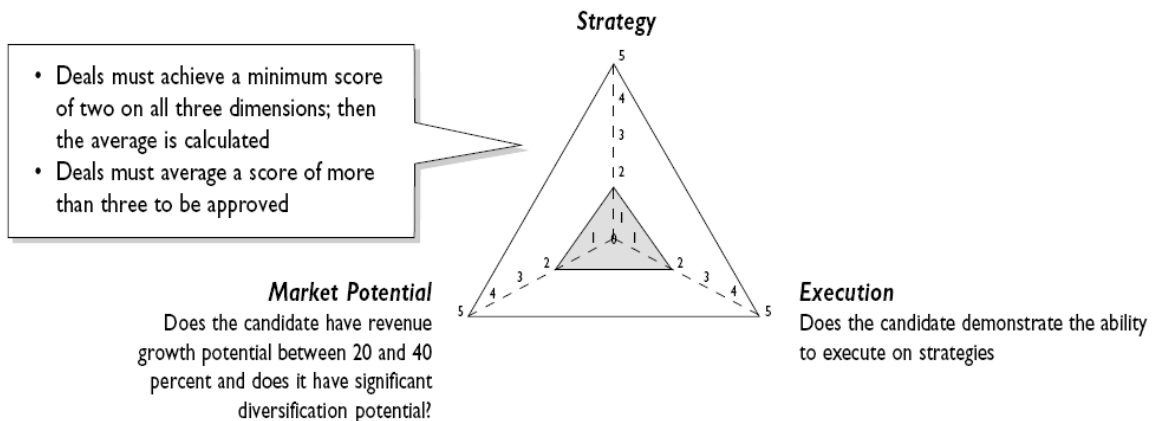 Strategy
• Deals must achieve a minimum score
of two on all three dimensions; then
the average is calculated
• Deals must average a score of more
than three to be approved
5
4
3
2
1
1 0 1
2 2
3 3
4 4
5 5
Market Potential
Does the candidate have revenue
growth potential between 20 and 40
percent and does it have significant
diversification potential?
Execution
Does the candidate demonstrate the ability
to execute on strategies